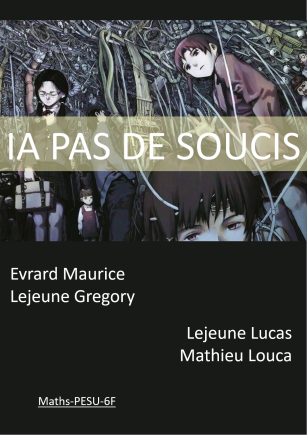 IA PAS DE SOUCIS
Evrard Maurice
Lejeune Gregory
Lejeune Lucas
Mathieu Louca
Maths-PESU-6F